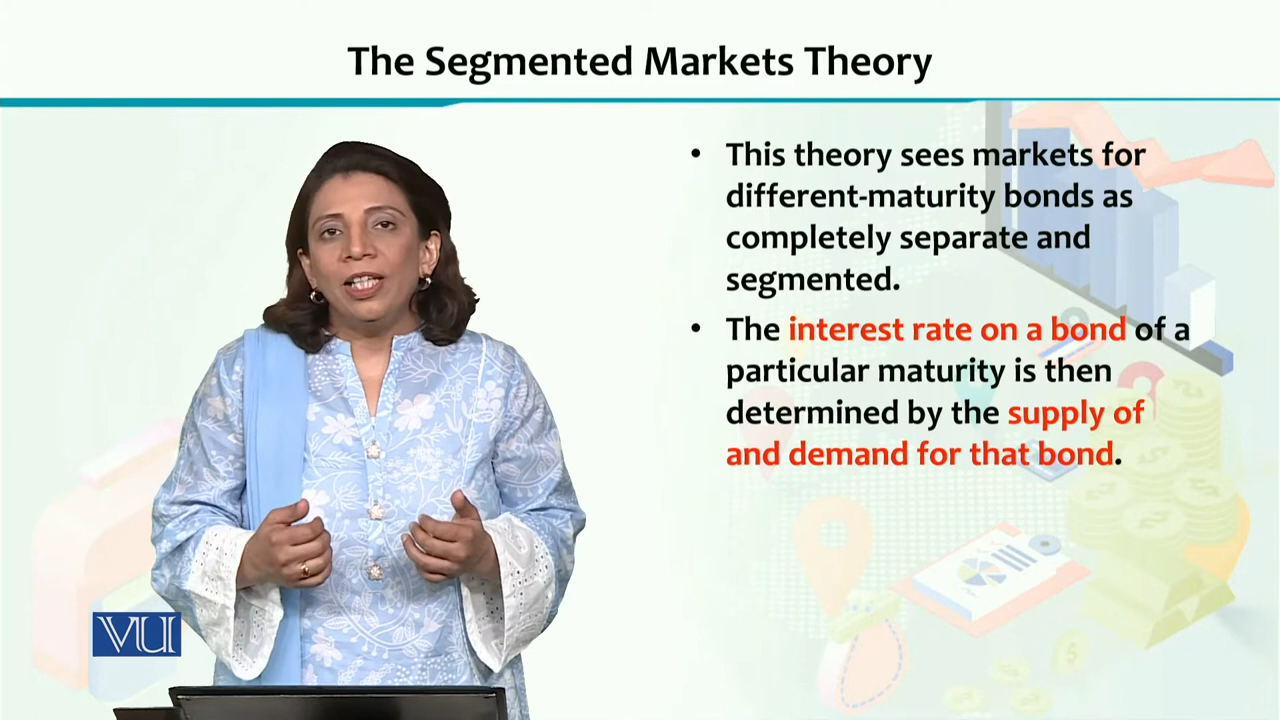 The Segmented Markets Theory
• This theory sees markets for
different-maturity bonds as
completely separate and
segmented.
• The interest rate on a bond of a
particular maturity is then
determined by the supply of
and demand for that bond.
VU